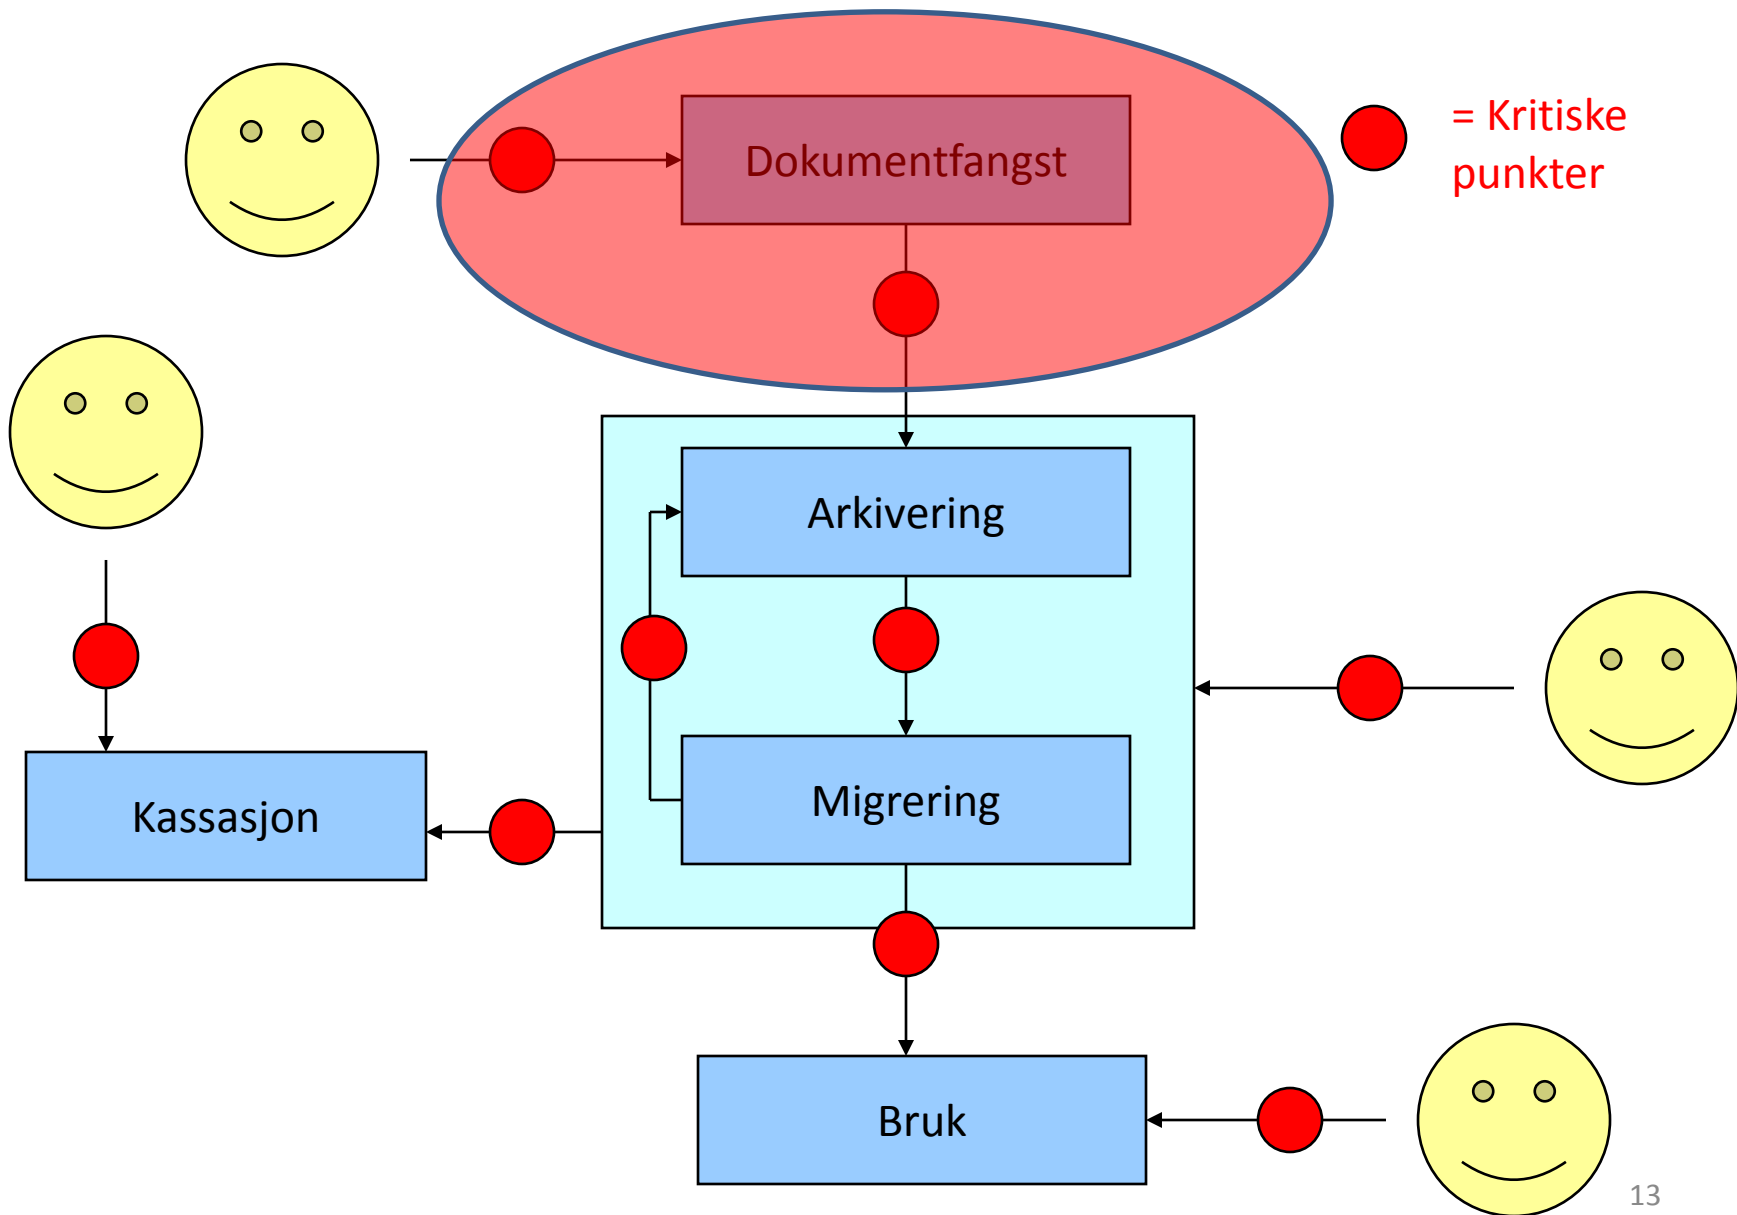 Dokumentfangst
= Kritiske
punkter
Arkivering
Migrering
Kassasjon
Bruk
13